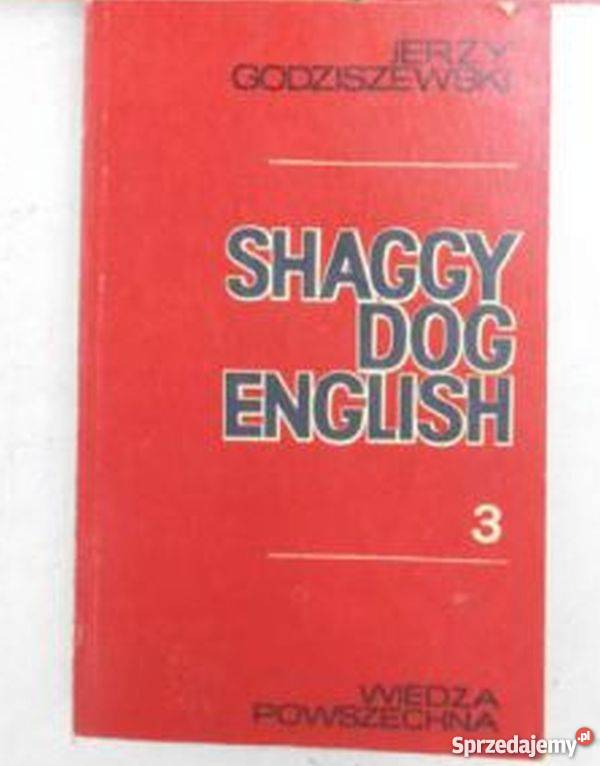 JERZY
GODZISZEWSKI
SHAGGY
DOG
ENGLISH
3
WIEDZA
POWSZECHNA
Sprzedajemy.pl